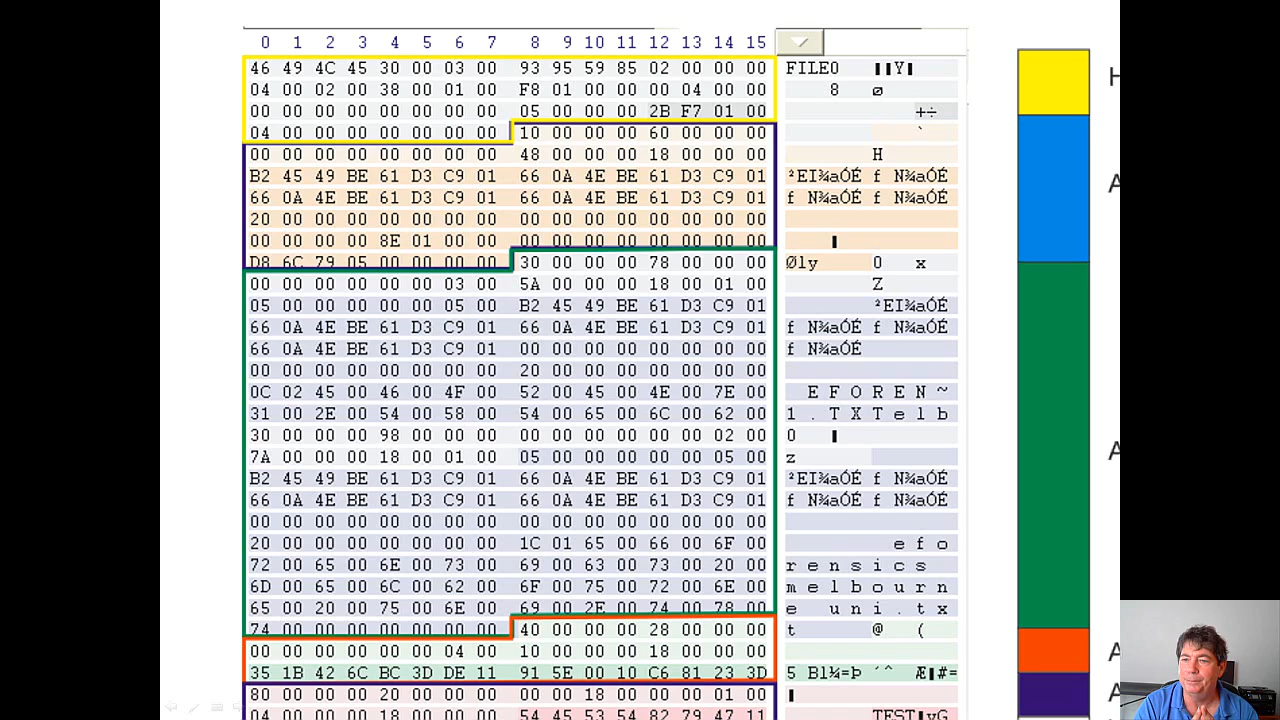 0 1 2 3 4 5 6 7 8 9 10 11 12 13 14 15
46 49 4C 45 30 00 03 00 93 95 59 85 02 00 00 00 FILE0 Y
04 00 02 00 38 00 01 00 F8 01 00 00 00 04 00 00 8 ø
00 00 00 00 00 00 00 00 05 00 00 00 2B F7 01 00 +÷
04 00 00 00 00 00 00 00 10 00 00 00 60 00 00 00 `
00 00 00 00 00 00 00 00 48 00 00 00 18 00 00 00 H
B2 45 49 BE 61 D3 C9 01 66 0A 4E BE 61 D3 C9 01 ²EI¾aÓÉ f N¾aÓÉ
66 0A 4E BE 61 D3 C9 01 66 0A 4E BE 61 D3 C9 01 f N¾aÓÉ f N¾aÓÉ
20 00 00 00 00 00 00 00 00 00 00 00 00 00 00 00
00 00 00 00 8E 01 00 00 00 00 00 00 00 00 00 00
D8 6C 79 05 00 00 00 00 30 00 00 00 78 00 00 00 Øly 0 x
00 00 00 00 00 00 03 00 5A 00 00 00 18 00 01 00 Z
05 00 00 00 00 00 05 00 B2 45 49 BE 61 D3 C9 01 ²EI¾aÓÉ
66 0A 4E BE 61 D3 C9 01 66 0A 4E BE 61 D3 C9 01 f N¾aÓÉ f N¾aÓÉ
66 0A 4E BE 61 D3 C9 01 00 00 00 00 00 00 00 00 f N¾aÓÉ
00 00 00 00 00 00 00 00 20 00 00 00 00 00 00 00
0C 02 45 00 46 00 4F 00 52 00 45 00 4E 00 7E 00 E F O R E N ~
31 00 2E 00 54 00 58 00 54 00 65 00 6C 00 62 00 1 . T X T e l b
30 00 00 00 98 00 00 00 00 00 00 00 00 00 02 00 0
7A 00 00 00 18 00 01 00 05 00 00 00 00 00 05 00 z
B2 45 49 BE 61 D3 C9 01 66 0A 4E BE 61 D3 C9 01 ²EI¾aÓÉ f N¾aÓÉ
66 0A 4E BE 61 D3 C9 01 66 0A 4E BE 61 D3 C9 01 f N¾aÓÉ f N¾aÓÉ
00 00 00 00 00 00 00 00 00 00 00 00 00 00 00 00
20 00 00 00 00 00 00 00 1C 01 65 00 66 00 6F 00 e f o
72 00 65 00 6E 00 73 00 69 00 63 00 73 00 20 00 r e n s i c s
6D 00 65 00 6C 00 62 00 6F 00 75 00 72 00 6E 00 m e l b o u r n
65 00 20 00 75 00 6E 00 69 00 2E 00 74 00 78 00 e u n i . t x
74 00 00 00 00 00 00 00 40 00 00 00 28 00 00 00 t @ (
00 00 00 00 00 00 04 00 10 00 00 00 18 00 00 00
35 1B 42 6C BC 3D DE 11 91 5E 00 10 C6 81 23 3D 5 Bl¼=Þ ´^ Æ #=
80 00 00 00 20 00 00 00 00 00 18 00 00 00 01 00
04 00 00 00 18 00 00 00 54 45 53 54 82 79 47 11 TEST yG
H
A
A
A
A